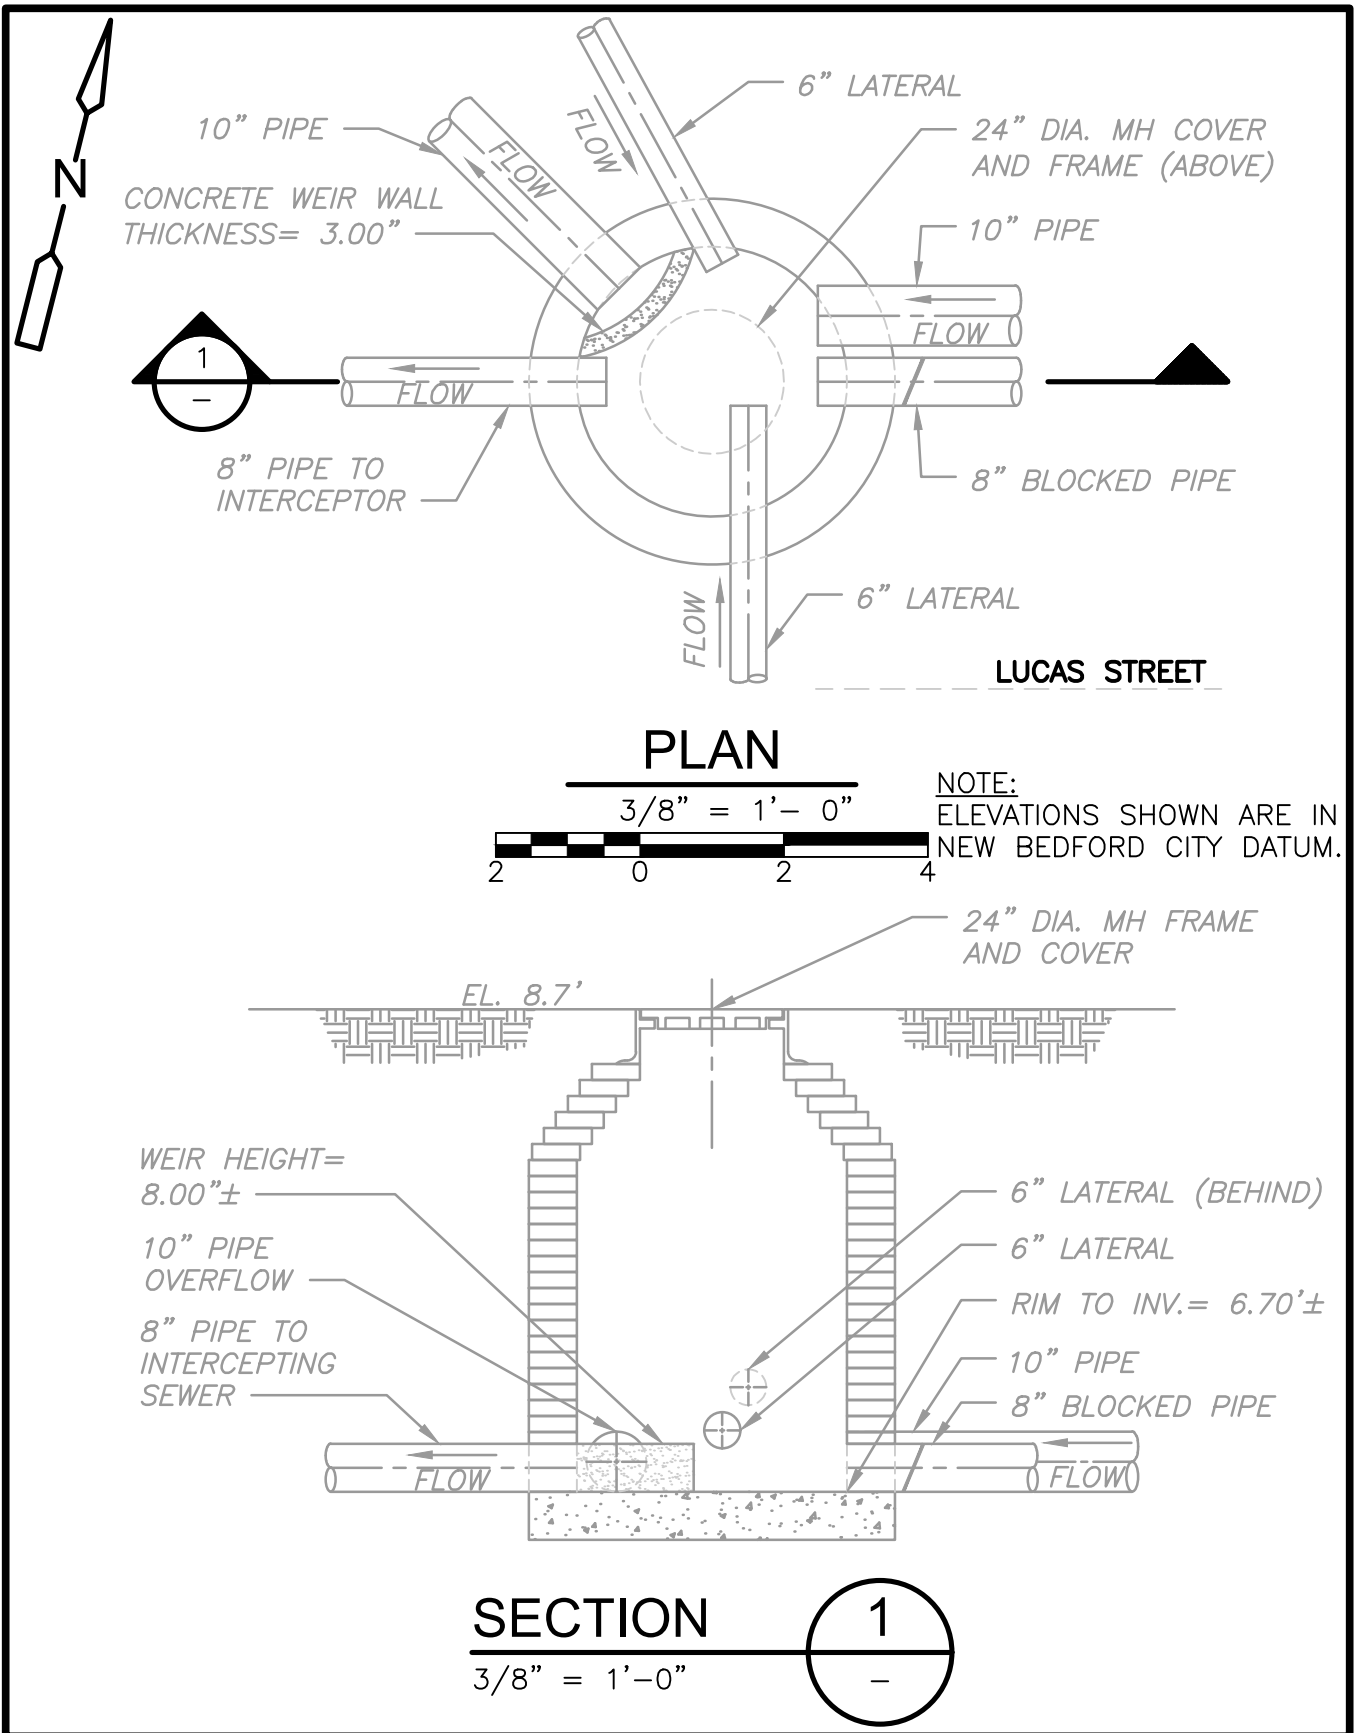 6” LATERAL
10” PIPE
24” DIA. MH COVER
AND FRAME (ABOVE)
FLOW
FLOW
N
CONCRETE WEIR WALL
THICKNESS= 3.00”
10” PIPE
FLOW
1
–
FLOW
8” PIPE TO
INTERCEPTOR
8” BLOCKED PIPE
FLOW
6” LATERAL
LUCAS STREET
PLAN
3/8” = 1’– 0”
2 0 2 4
NOTE:
ELEVATIONS SHOWN ARE IN
NEW BEDFORD CITY DATUM.
24” DIA. MH FRAME
AND COVER
EL. 8.7’
WEIR HEIGHT=
8.00”±
10” PIPE
OVERFLOW
8” PIPE TO
INTERCEPTING
SEWER
6” LATERAL (BEHIND)
6” LATERAL
RIM TO INV.= 6.70’±
10” PIPE
8” BLOCKED PIPE
FLOW
FLOW
SECTION
3/8” = 1’–0”
1
–